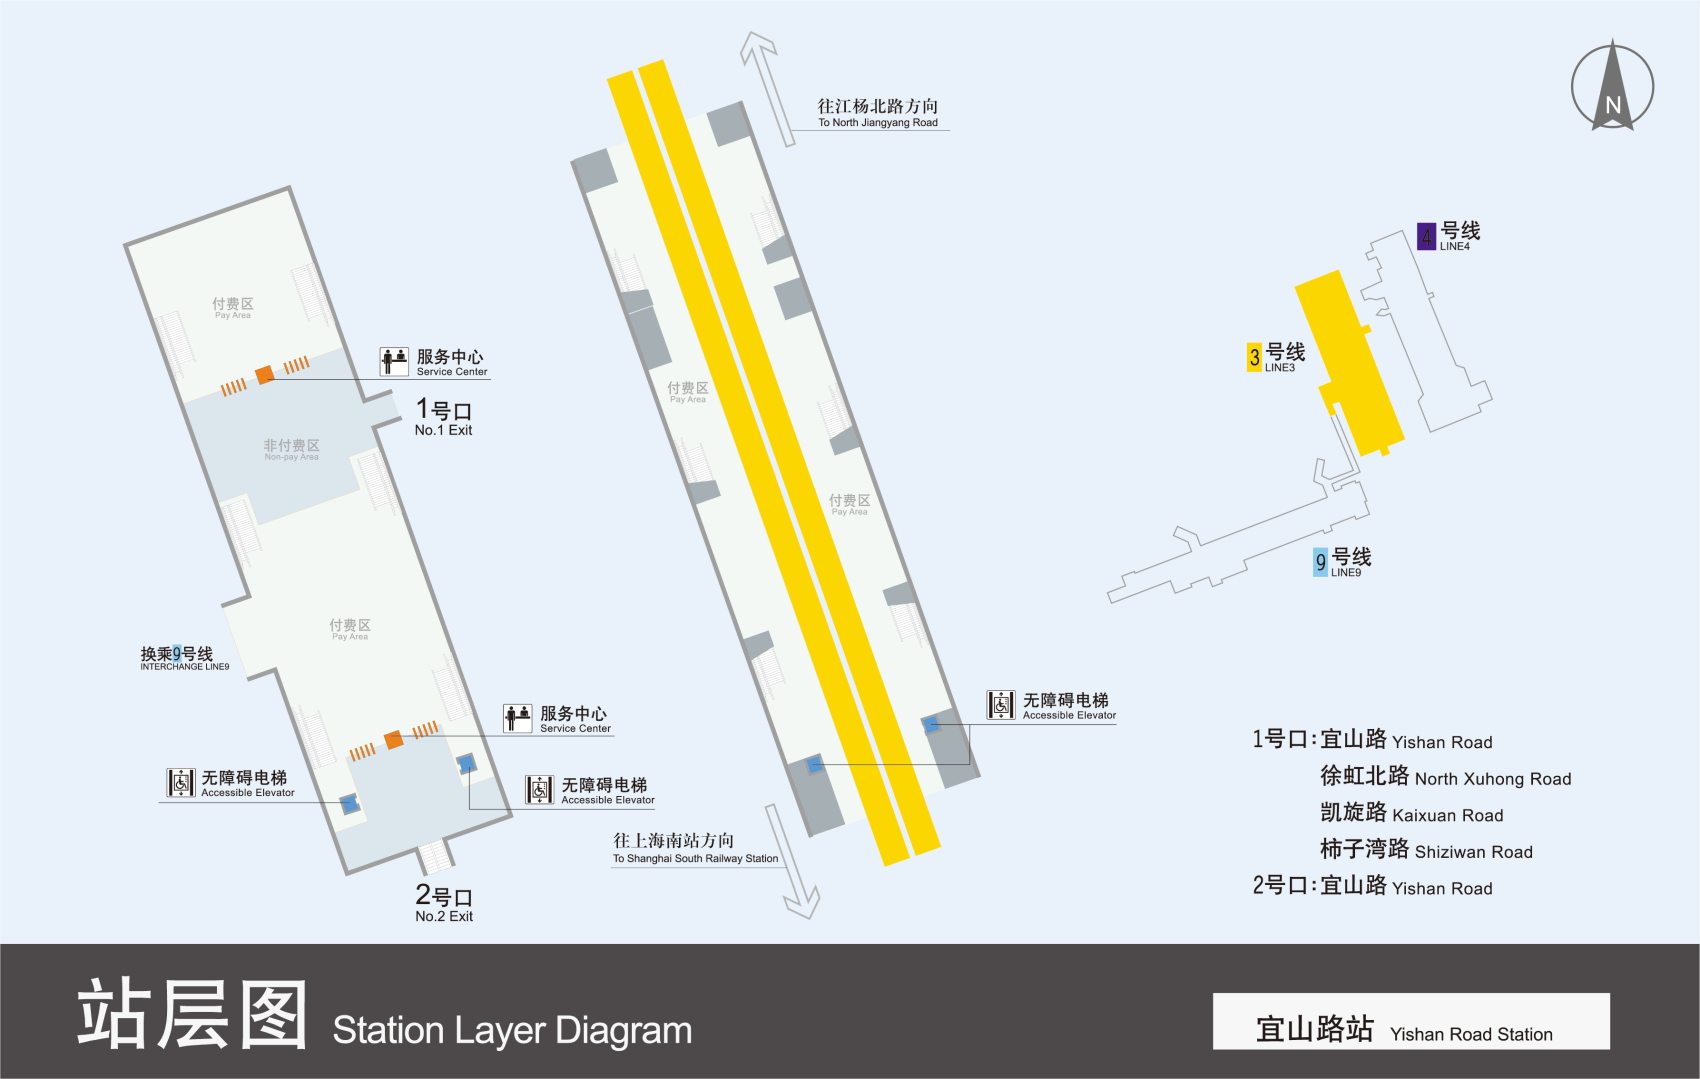 往江杨北路方向
To North Jiangyang Road
N
4 号线
LINE4
3 号线
LINE3
9 号线
LINE9
付费区
Pay Area
服务中心
Service Center
1号口
No.1 Exit
非付费区
Non-pay Area
付费区
Pay Area
付费区
Pay Area
付费区
Pay Area
换乘9号线
INTERCHANGE LINE9
服务中心
Service Center
无障碍电梯
Accessible Elevator
无障碍电梯
Accessible Elevator
无障碍电梯
Accessible Elevator
往上海南站方向
To Shanghai South Railway Station
2号口
No.2 Exit
1号口:宜山路 Yishan Road
徐虹北路 North Xuhong Road
凯旋路 Kaixuan Road
柿子湾路 Shiziwan Road
2号口:宜山路 Yishan Road
站层图 Station Layer Diagram
宜山路站 Yishan Road Station